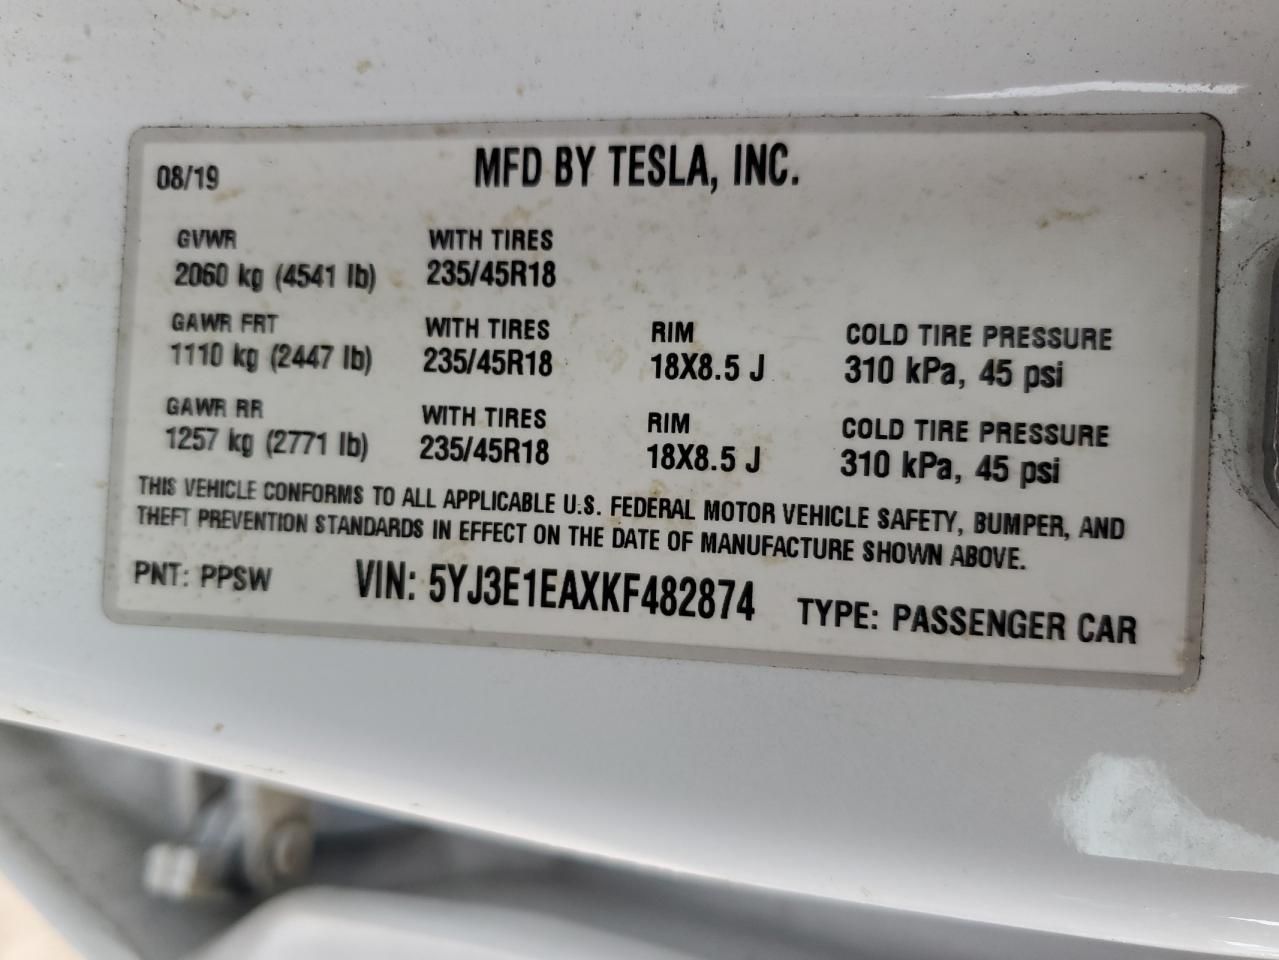 08/19 MFD BY TESLA, INC.
GVWR WITH TIRES
2060 kg (4541 lb) 235/45R18
GAWR FRT WITH TIRES RIM COLD TIRE PRESSURE
1110 kg (2447 lb) 235/45R18 18X8.5 J 310 kPa, 45 psi
GAWR RR WITH TIRES RIM COLD TIRE PRESSURE
1257 kg (2771 lb) 235/45R18 18X8.5 J 310 kPa, 45 psi
THIS VEHICLE CONFORMS TO ALL APPLICABLE U.S. FEDERAL MOTOR VEHICLE SAFETY, BUMPER, AND
THEFT PREVENTION STANDARDS IN EFFECT ON THE DATE OF MANUFACTURE SHOWN ABOVE.
PNT: PPSW VIN: 5YJ3E1EAXKF482874 TYPE: PASSENGER CAR